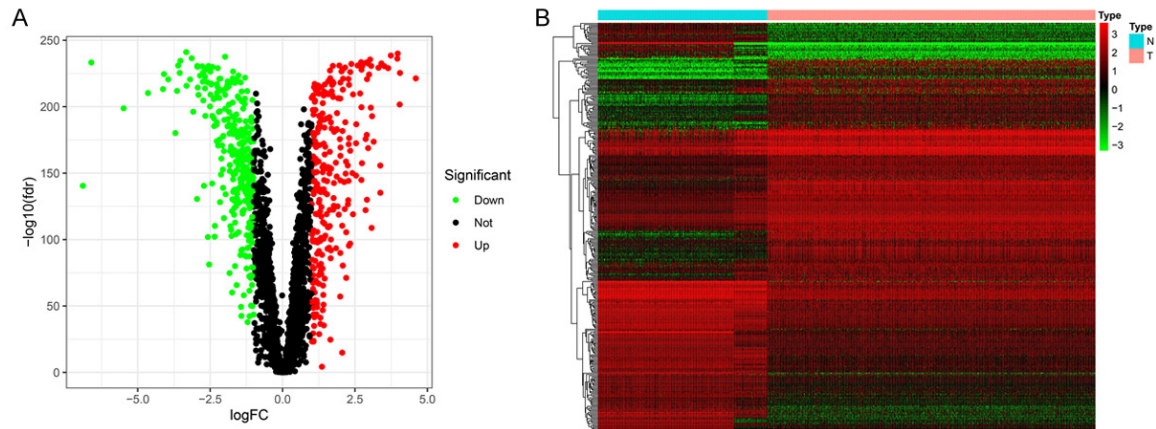 A
250
200
150
100
50
0
−log10(fdr)
−5.0
−2.5
0.0
2.5
5.0
logFC
Significant
Down
Not
Up
B
Type
3
2
1
0
−1
−2
−3
Type
N
T